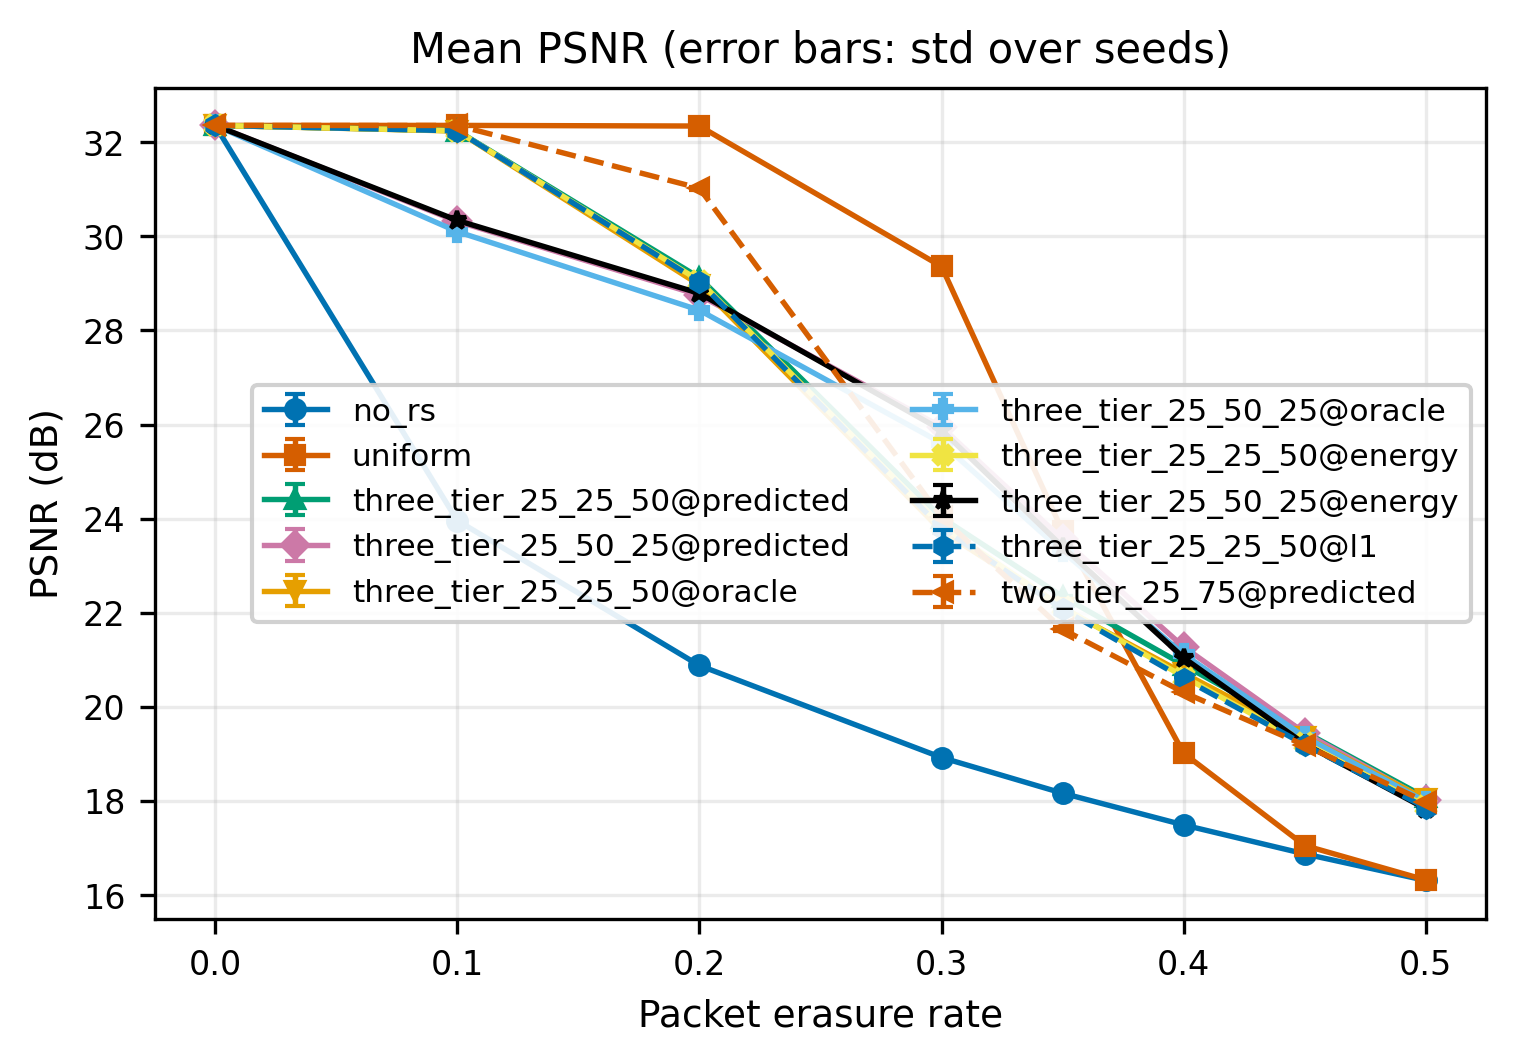 Mean PSNR (error bars: std over seeds)
PSNR (dB)
32
30
28
26
24
22
20
18
16
no_rs
uniform
three_tier_25_25_50@predicted
three_tier_25_50_25@predicted
three_tier_25_25_50@oracle
three_tier_25_50_25@oracle
three_tier_25_25_50@energy
three_tier_25_50_25@energy
three_tier_25_25_50@l1
two_tier_25_75@predicted
0.0 0.1 0.2 0.3 0.4 0.5
Packet erasure rate